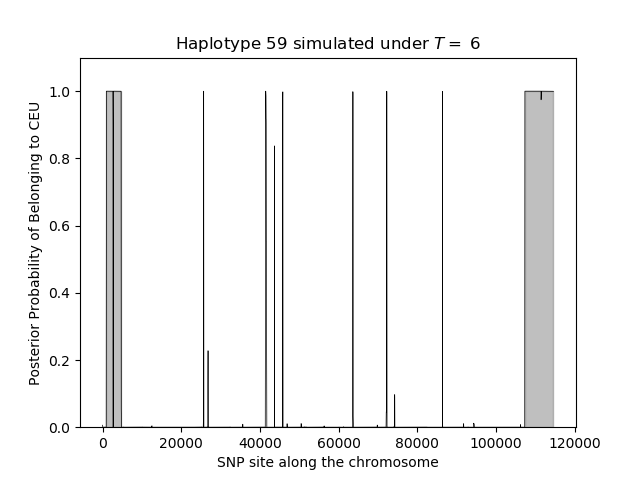 Haplotype 59 simulated under T = 6
Posterior Probability of Belonging to CEU
1.0
0.8
0.6
0.4
0.2
0.0
0 20000 40000 60000 80000 100000 120000
SNP site along the chromosome